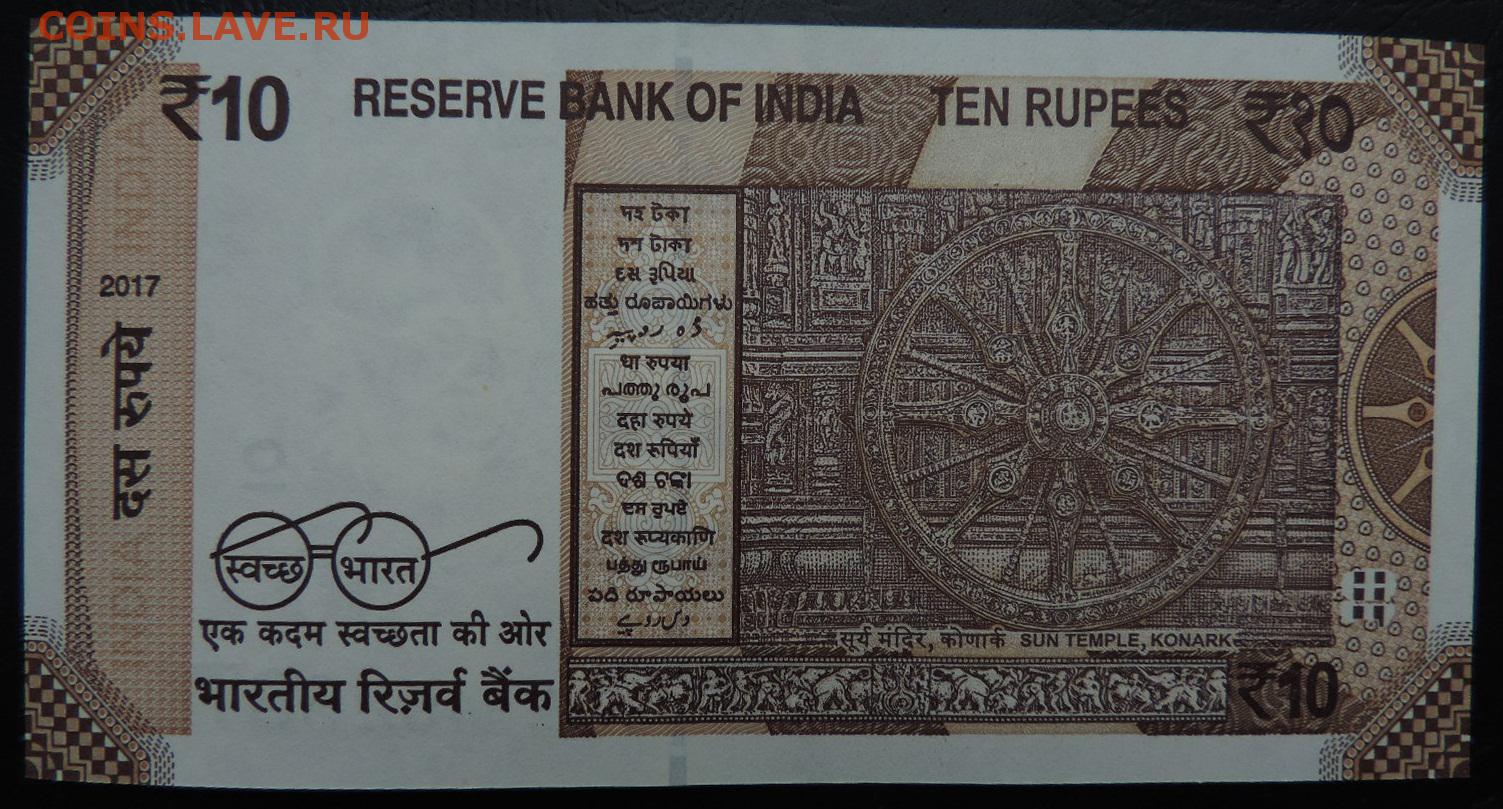 COINS.LAVE.RU
₹10 RESERVE BANK OF INDIA TEN RUPEES ₹१०
2017
दस रुपये
দহ টকা
দশ টাকা
દસ રૂપિયા
ಹತ್ತು ರೂಪಾಯಿಗಳು
धा रुपया
പത്തു രൂപ
दहा रुपये
दश रूपियाँ
ଦଶ ଟଙ୍କା
ਦਸ ਰੁਪਏ
दश रूप्यकाणि
பத்து ரூபாய்
పది రూపాయలు
دس روپے
स्वच्छ भारत
एक कदम स्वच्छता की ओर
भारतीय रिज़र्व बैंक
सूर्य मंदिर, कोणार्क SUN TEMPLE, KONARK
₹10